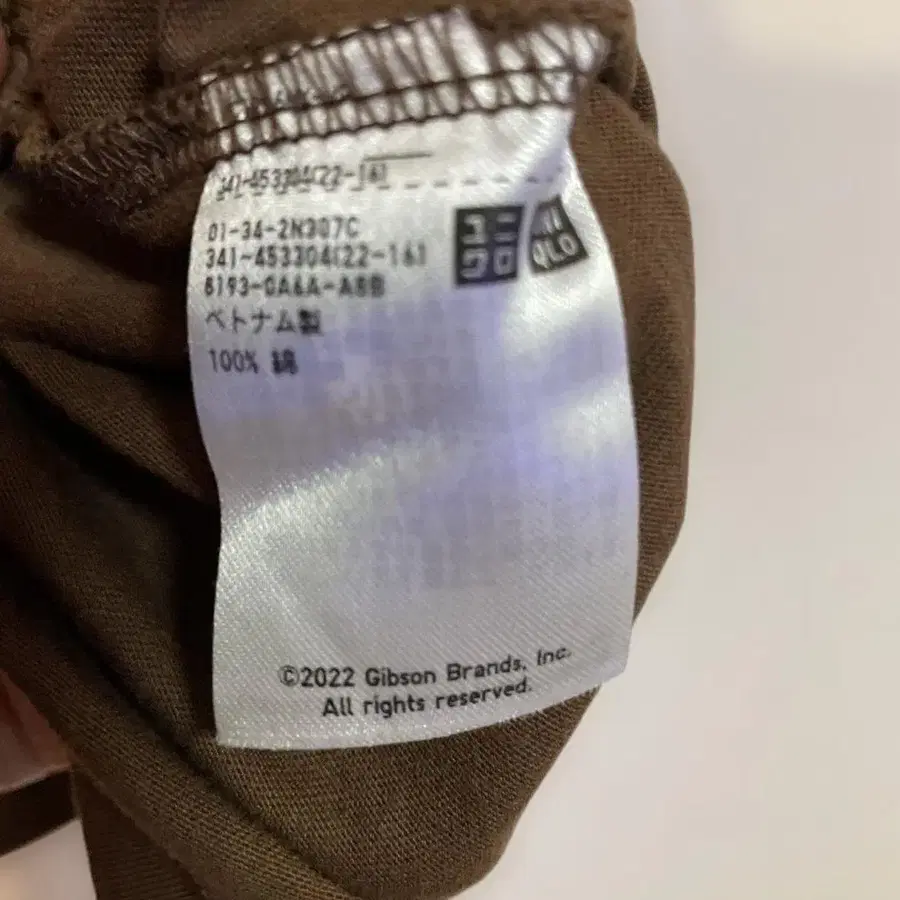 341-453304(22-16)
01-34-2N307C
341-453304(22-16)
6193-GA6A-A8B
ベトナム製
100% 綿
ユニクロ
UNI
QLO
©2022 Gibson Brands, Inc.
All rights reserved.